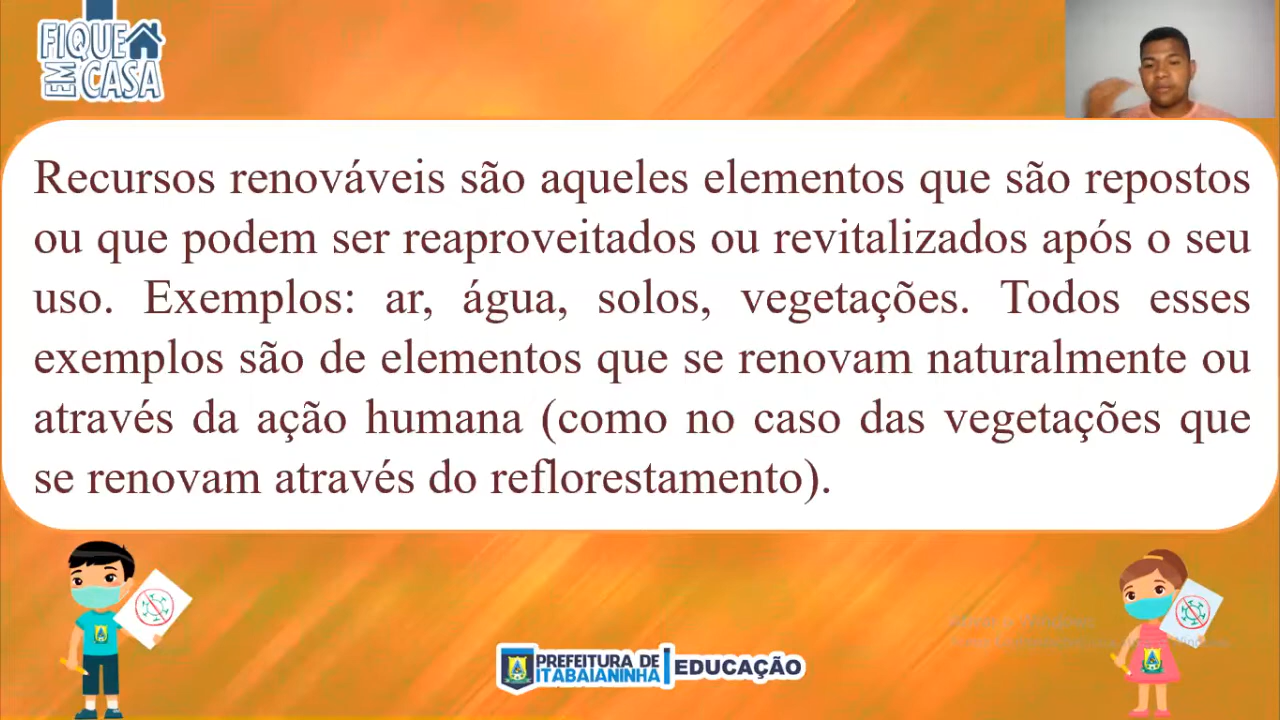 FIQUE
EM CASA
Recursos renováveis são aqueles elementos que são repostos
ou que podem ser reaproveitados ou revitalizados após o seu
uso. Exemplos: ar, água, solos, vegetações. Todos esses
exemplos são de elementos que se renovam naturalmente ou
através da ação humana (como no caso das vegetações que
se renovam através do reflorestamento).
PREFEITURA DE
ITABAIANINHA
EDUCAÇÃO